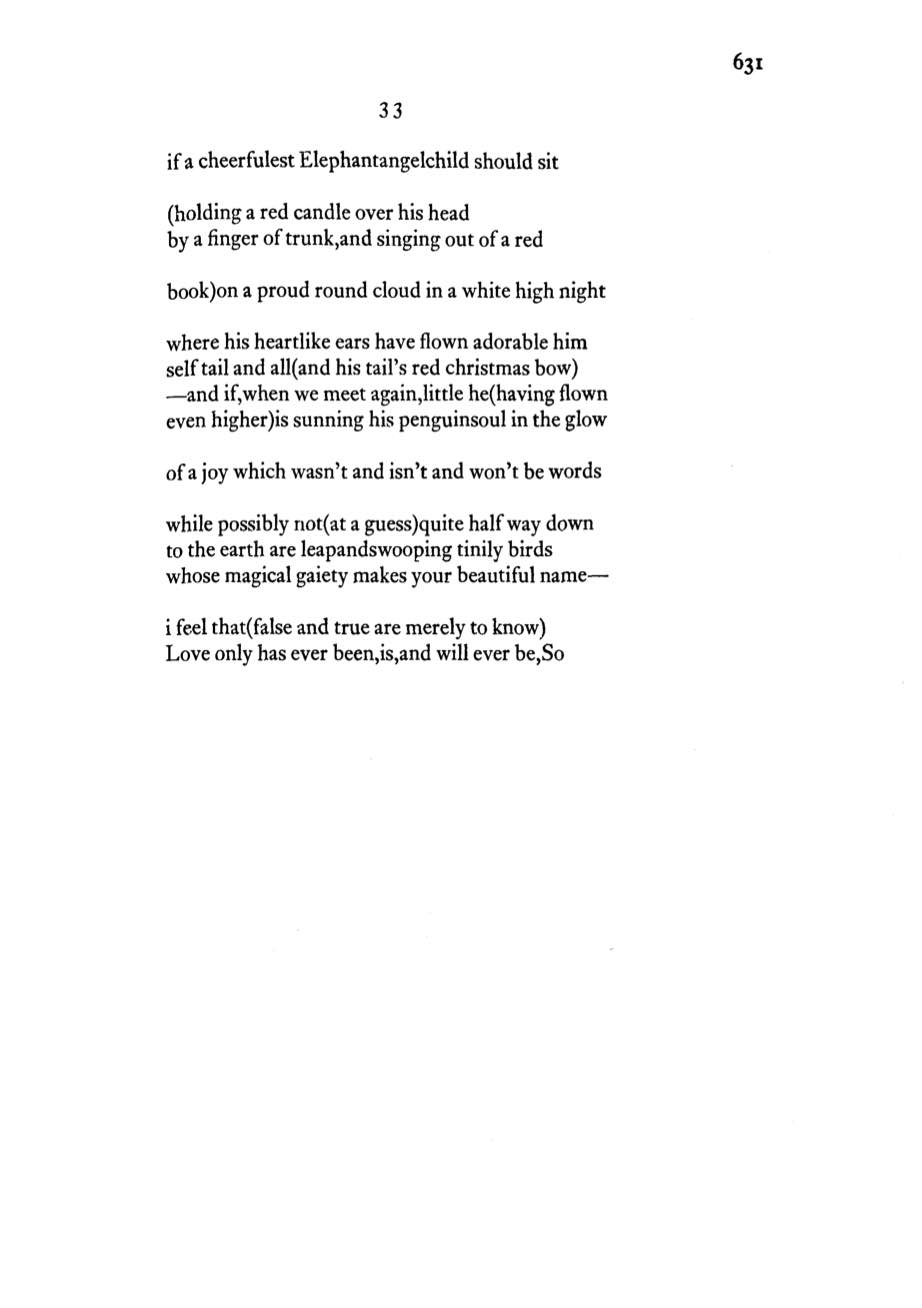 631
33
if a cheerfulest Elephantangelchild should sit
(holding a red candle over his head
by a finger of trunk,and singing out of a red
book)on a proud round cloud in a white high night
where his heartlike ears have flown adorable him
self tail and all(and his tail's red christmas bow)
—and if,when we meet again,little he(having flown
even higher)is sunning his penguinsoul in the glow
of a joy which wasn't and isn't and won't be words
while possibly not(at a guess)quite half way down
to the earth are leapandswooping tinily birds
whose magical gaiety makes your beautiful name—
i feel that(false and true are merely to know)
Love only has ever been,is,and will ever be,So